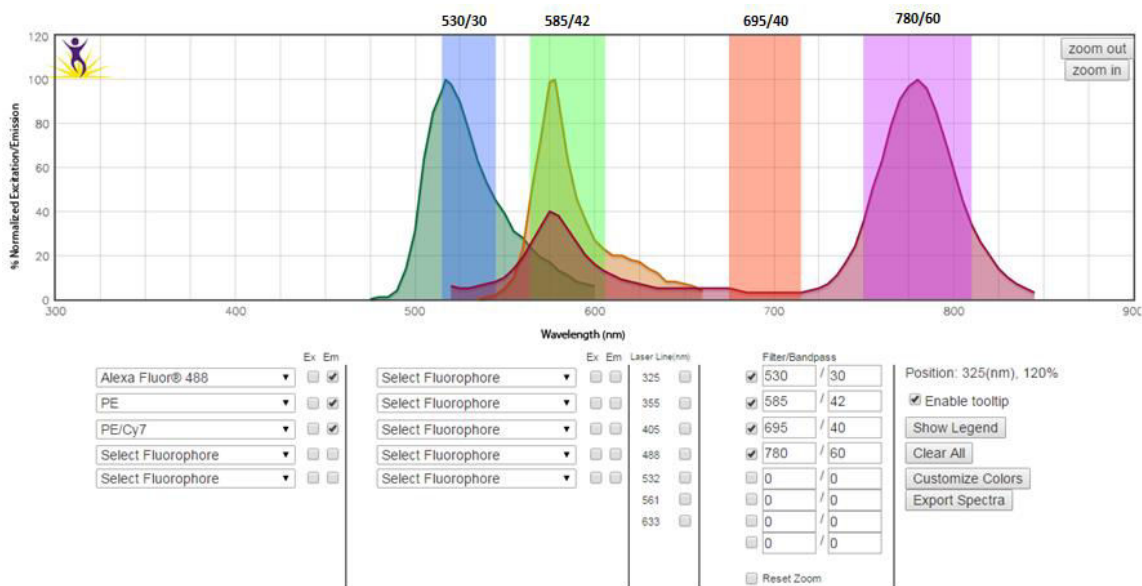 530/30 585/42 695/40 780/60
120
100
80
60
40
20
0
% Normalized Excitation/Emission
zoom out
zoom in
300 400 500 600 700 800 900
Wavelength (nm)
Ex Em Ex Em Laser Line(nm) Filter/Bandpass
Alexa Fluor® 488 Select Fluorophore 325 530 / 30 Position: 325(nm), 120%
PE Select Fluorophore 355 585 / 42 Enable tooltip
PE/Cy7 Select Fluorophore 405 695 / 40 Show Legend
Select Fluorophore Select Fluorophore 488 780 / 60 Clear All
Select Fluorophore Select Fluorophore 532 0 / 0 Customize Colors
561 0 / 0 Export Spectra
633 0 / 0
0 / 0
Reset Zoom